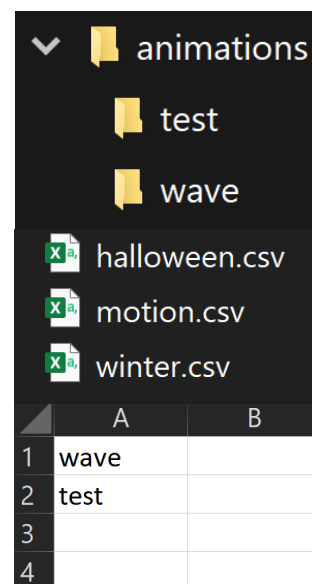 animations
test
wave
halloween.csv
motion.csv
winter.csv
A B
1 wave
2 test
3
4